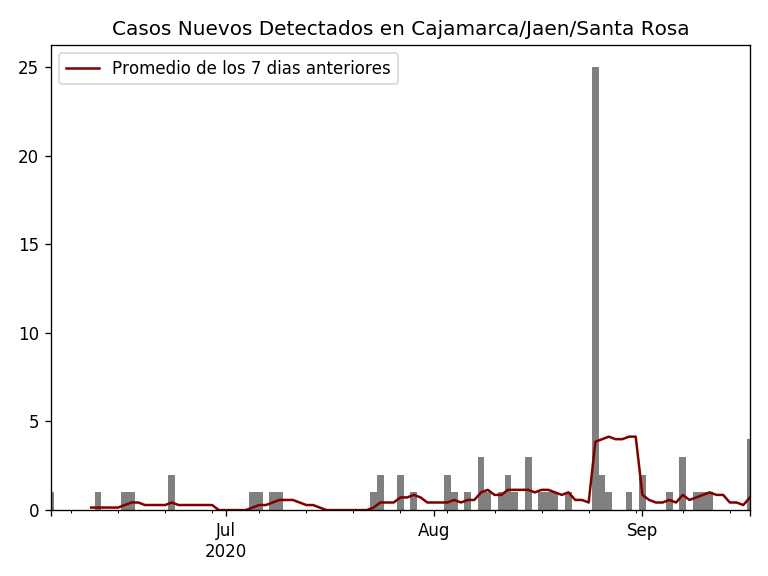 Casos Nuevos Detectados en Cajamarca/Jaen/Santa Rosa
Promedio de los 7 dias anteriores
25
20
15
10
5
0
Jul
2020
Aug
Sep